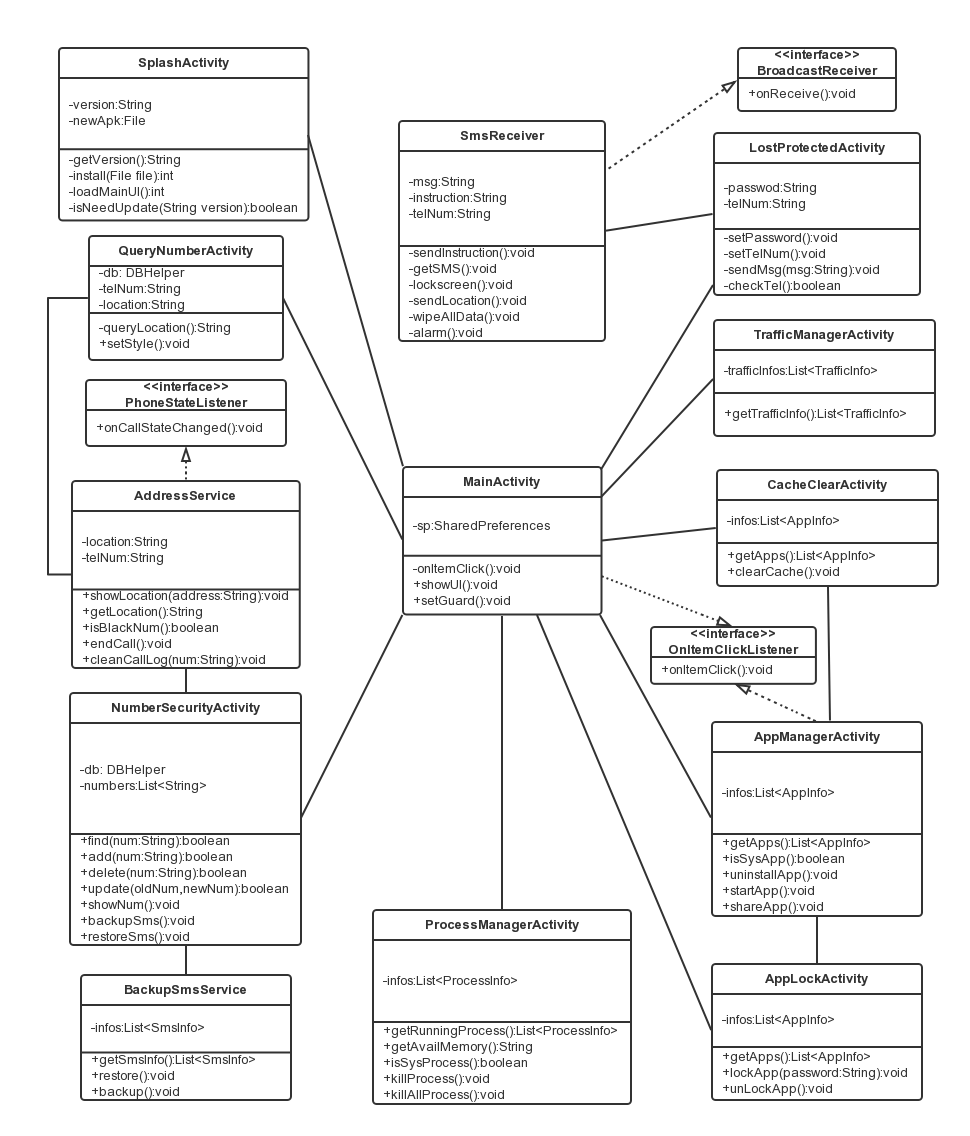 SplashActivity
-version:String
-newApk:File
-getVersion():String
-install(File file):int
-loadMainUI():int
-isNeedUpdate(String version):boolean
QueryNumberActivity
-db: DBHelper
-telNum:String
-location:String
-queryLocation():String
+setStyle():void
<<interface>>
PhoneStateListener
+onCallStateChanged():void
AddressService
-location:String
-telNum:String
+showLocation(address:String):void
+getLocation():String
+isBlackNum():boolean
+endCall():void
+cleanCallLog(num:String):void
NumberSecurityActivity
-db: DBHelper
-numbers:List<String>
+find(num:String):boolean
+add(num:String):boolean
+delete(num:String):boolean
+update(oldNum,newNum):boolean
+showNum():void
+backupSms():void
+restoreSms():void
BackupSmsService
-infos:List<SmsInfo>
+getSmsInfo():List<SmsInfo>
+restore():void
+backup():void
SmsReceiver
-msg:String
-instruction:String
-telNum:String
-sendInstruction():void
-getSMS():void
-lockscreen():void
-sendLocation():void
-wipeAllData():void
-alarm():void
MainActivity
-sp:SharedPreferences
-onItemClick():void
+showUI():void
+setGuard():void
ProcessManagerActivity
-infos:List<ProcessInfo>
+getRunningProcess():List<ProcessInfo>
+getAvailMemory():String
+isSysProcess():boolean
+killProcess():void
+killAllProcess():void
<<interface>>
BroadcastReceiver
+onReceive():void
LostProtectedActivity
-passwod:String
-telNum:String
-setPassword():void
-setTelNum():void
-sendMsg(msg:String):void
-checkTel():boolean
TrafficManagerActivity
-trafficInfos:List<TrafficInfo>
+getTrafficInfo():List<TrafficInfo>
CacheClearActivity
-infos:List<AppInfo>
+getApps():List<AppInfo>
+clearCache():void
<<interface>>
OnItemClickListener
+onItemClick():void
AppManagerActivity
-infos:List<AppInfo>
+getApps():List<AppInfo>
+isSysApp():boolean
+uninstallApp():void
+startApp():void
+shareApp():void
AppLockActivity
-infos:List<AppInfo>
+getApps():List<AppInfo>
+lockApp(password:String):void
-unLockApp():void